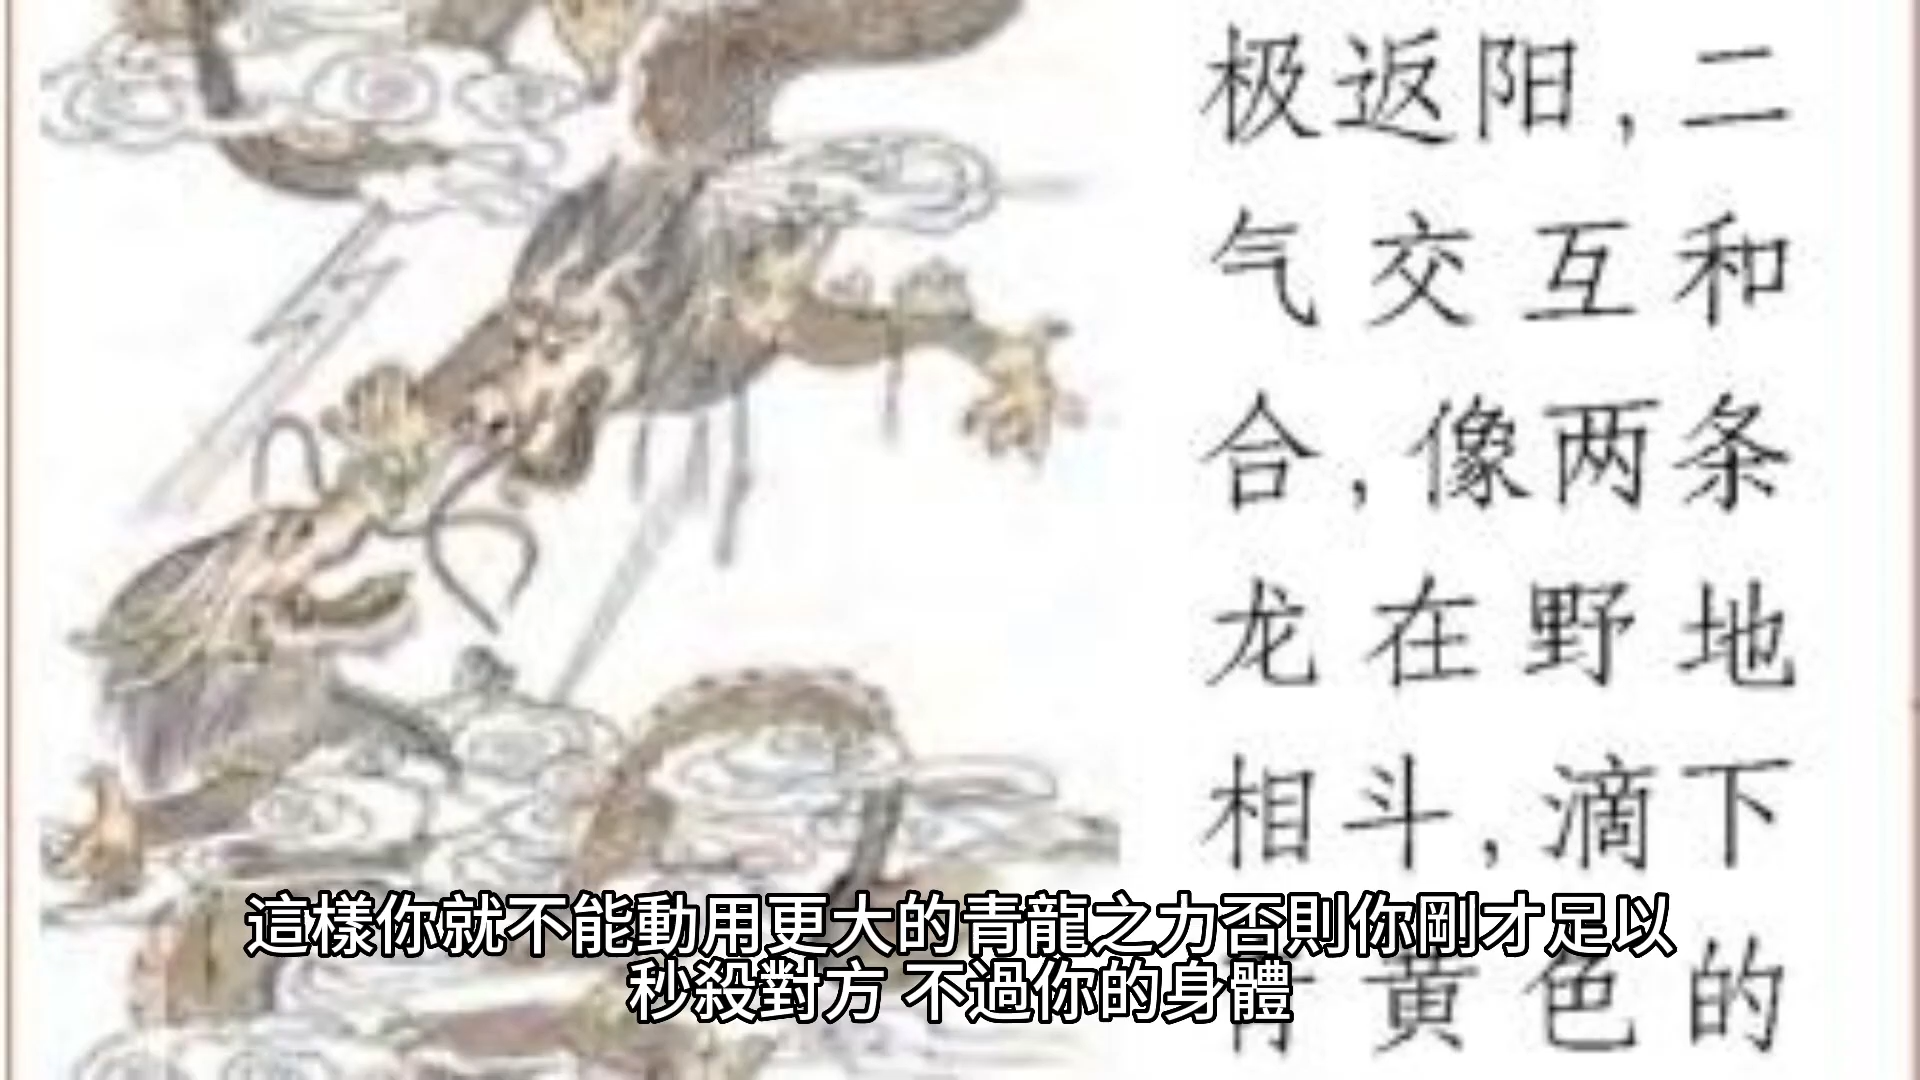 极返阳,二
气交互和
合,像两条
龙在野地
相斗,滴下
黄色的
這樣你就不能動用更大的青龍之力否則你剛才足以
秒殺對方 不過你的身體